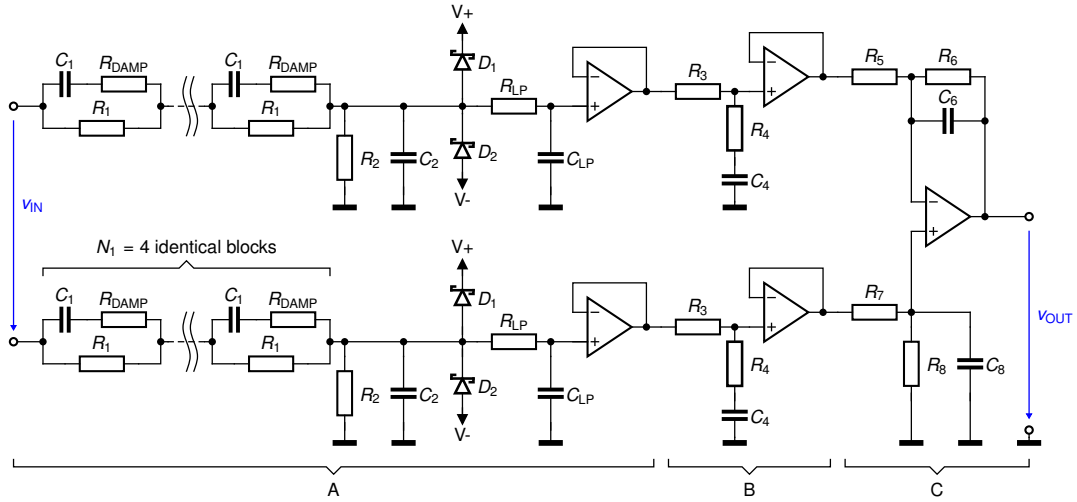 V+
C1 RDAMP C1 RDAMP
D1
R1 R1
RLP
R3
R5 R6
C6
R2 C2 D2 CLP
R4
C4
V-
vIN
N1 = 4 identical blocks
V+
C1 RDAMP C1 RDAMP
D1
R1 R1
RLP
R3
R7
vOUT
R2 C2 D2 CLP
R4
C4
R8 C8
V-
A B C